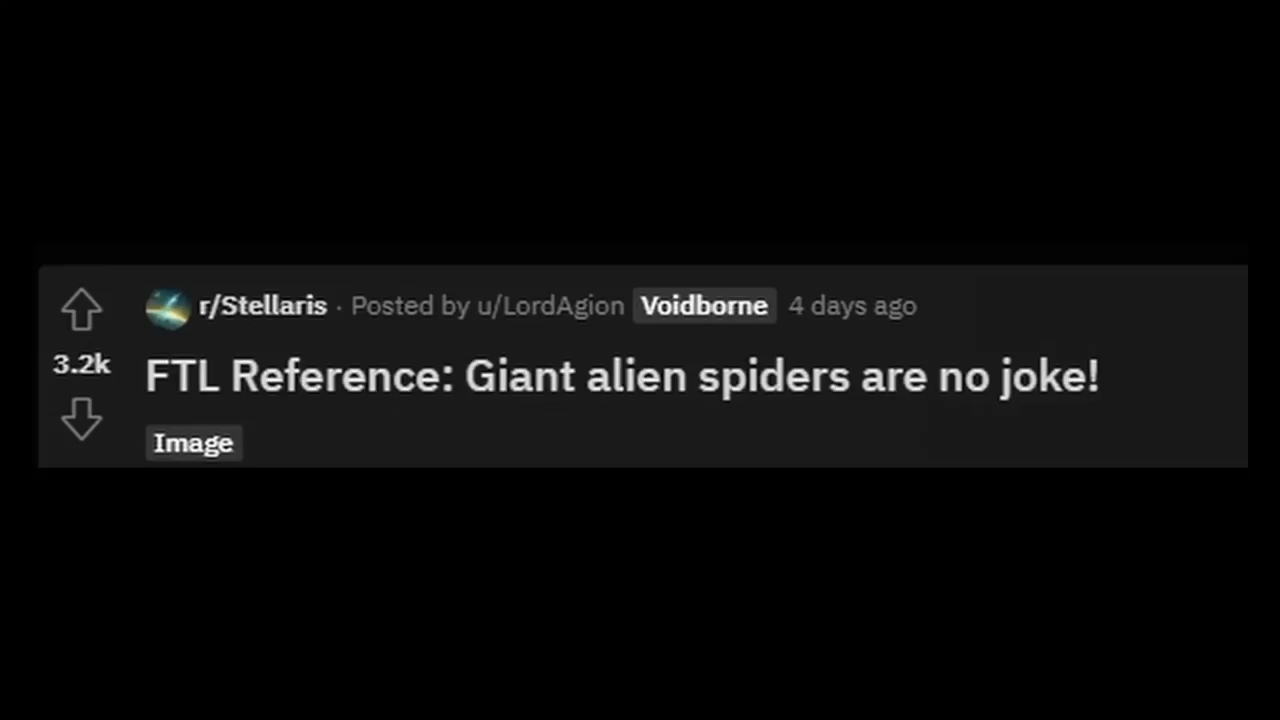 r/Stellaris · Posted by u/LordAgion Voidborne 4 days ago
3.2k
FTL Reference: Giant alien spiders are no joke!
Image